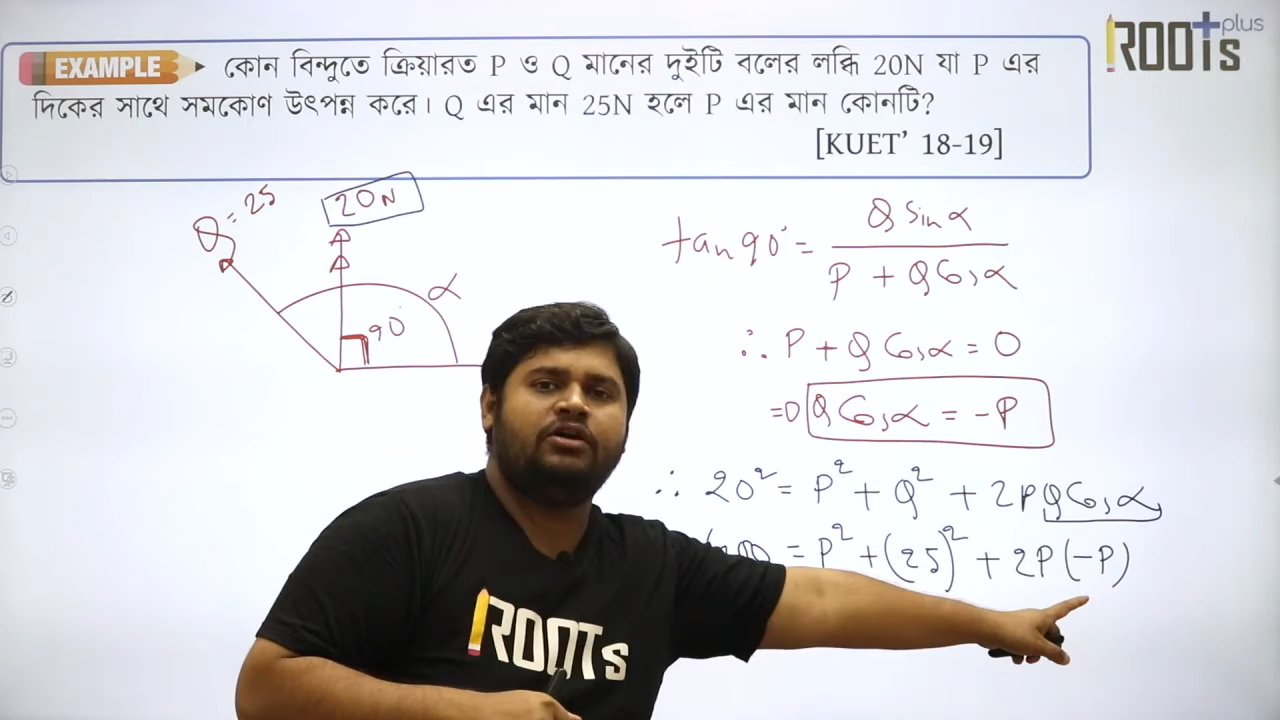 ROOTs plus
EXAMPLE কোন বিন্দুতে ক্রিয়ারত P ও Q মানের দুইটি বলের লব্ধি 20N যা P এর
দিকের সাথে সমকোণ উৎপন্ন করে। Q এর মান 25N হলে P এর মান কোনটি?
[KUET’ 18-19]
Q = 25
20N
α
90°
tan 90° = Q sin α / P + Q Cos α
∴ P + Q Cos α = 0
⇒ Q Cos α = -P
∴ 20² = P² + Q² + 2PQ Cos α
= P² + (25)² + 2P(-P)
ROOTs